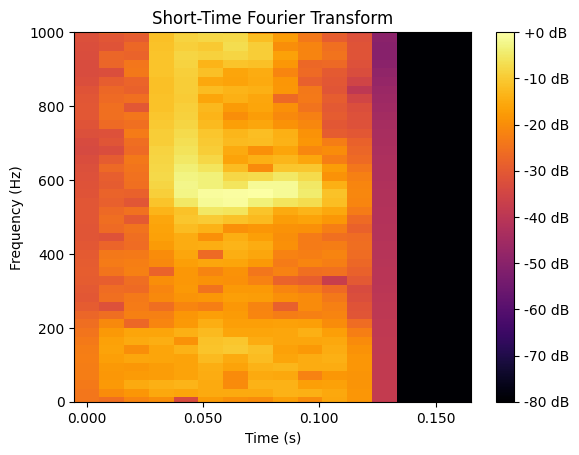 Short-Time Fourier Transform
1000
800
600
400
200
0
Frequency (Hz)
0.000
0.050
0.100
0.150
Time (s)
+0 dB
-10 dB
-20 dB
-30 dB
-40 dB
-50 dB
-60 dB
-70 dB
-80 dB